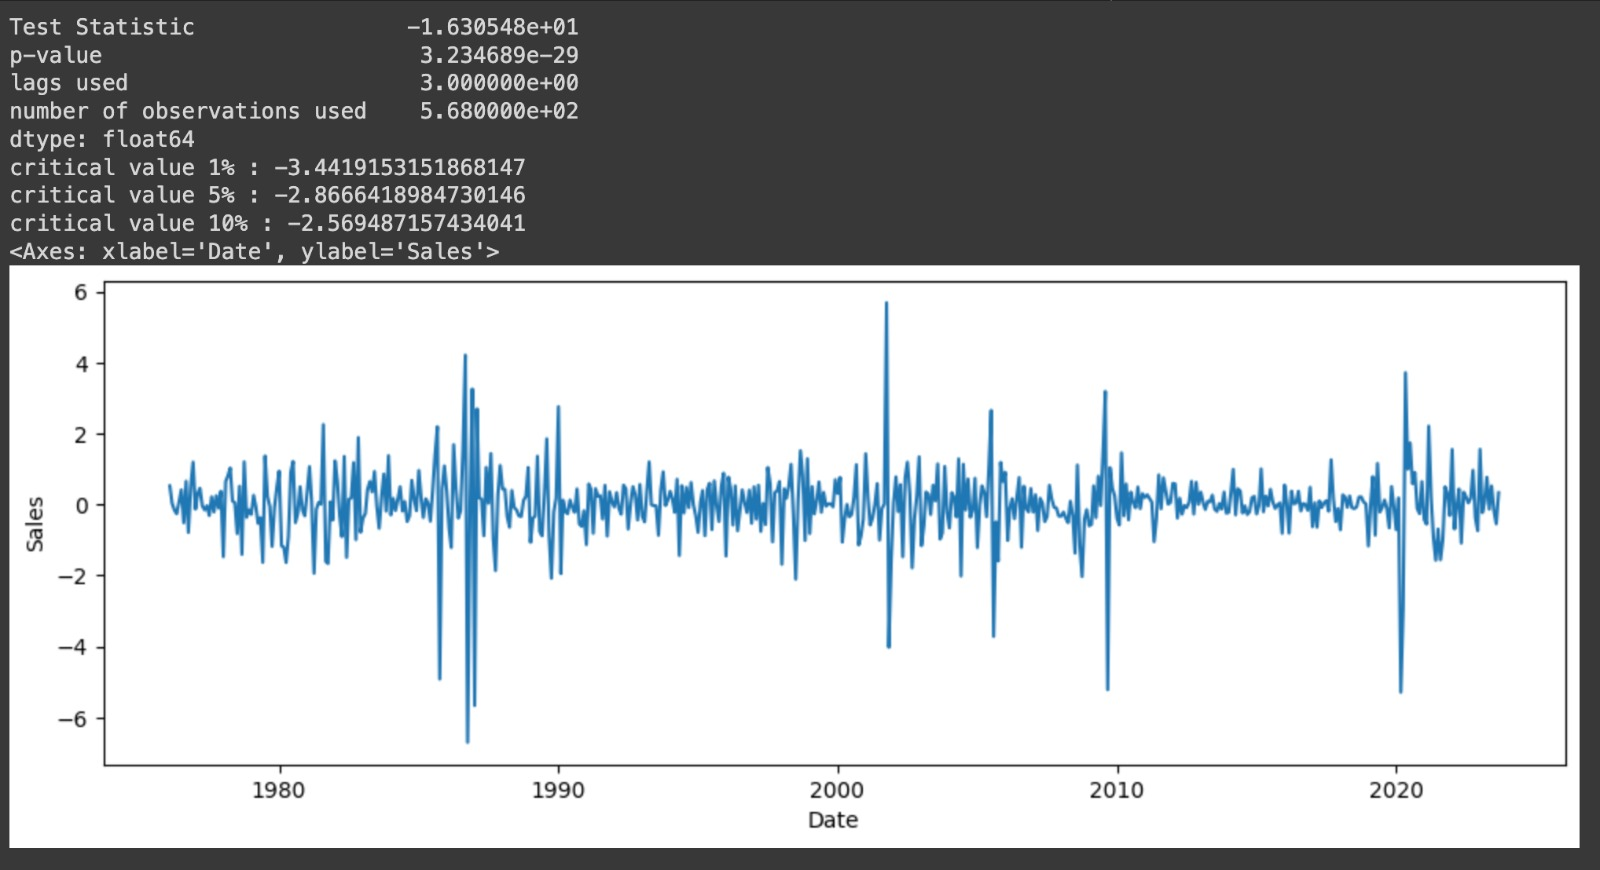 Test Statistic -1.630548e+01
p-value 3.234689e-29
lags used 3.000000e+00
number of observations used 5.680000e+02
dtype: float64
critical value 1% : -3.4419153151868147
critical value 5% : -2.8666418984730146
critical value 10% : -2.569487157434041
<Axes: xlabel='Date', ylabel='Sales'>
6
4
2
0
−2
−4
−6
Sales
1980 1990 2000 2010 2020
Date